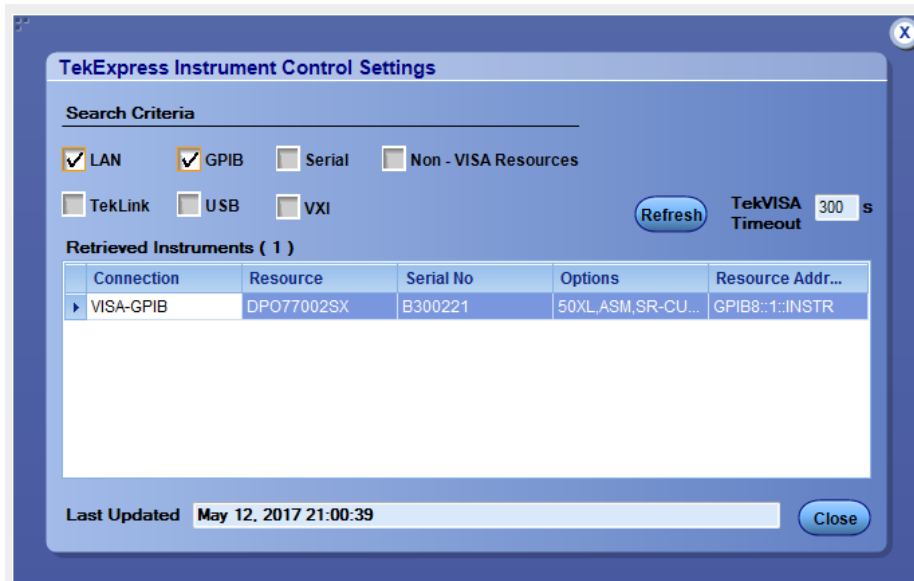 X
TekExpress Instrument Control Settings
Search Criteria
LAN GPIB Serial Non - VISA Resources
TekLink USB VXI
Refresh TekVISA Timeout 300 s
Retrieved Instruments ( 1 )
Connection Resource Serial No Options Resource Addr...
VISA-GPIB DPO77002SX B300221 50XL,ASM,SR-CU... GPIB8::1::INSTR
Last Updated May 12, 2017 21:00:39 Close